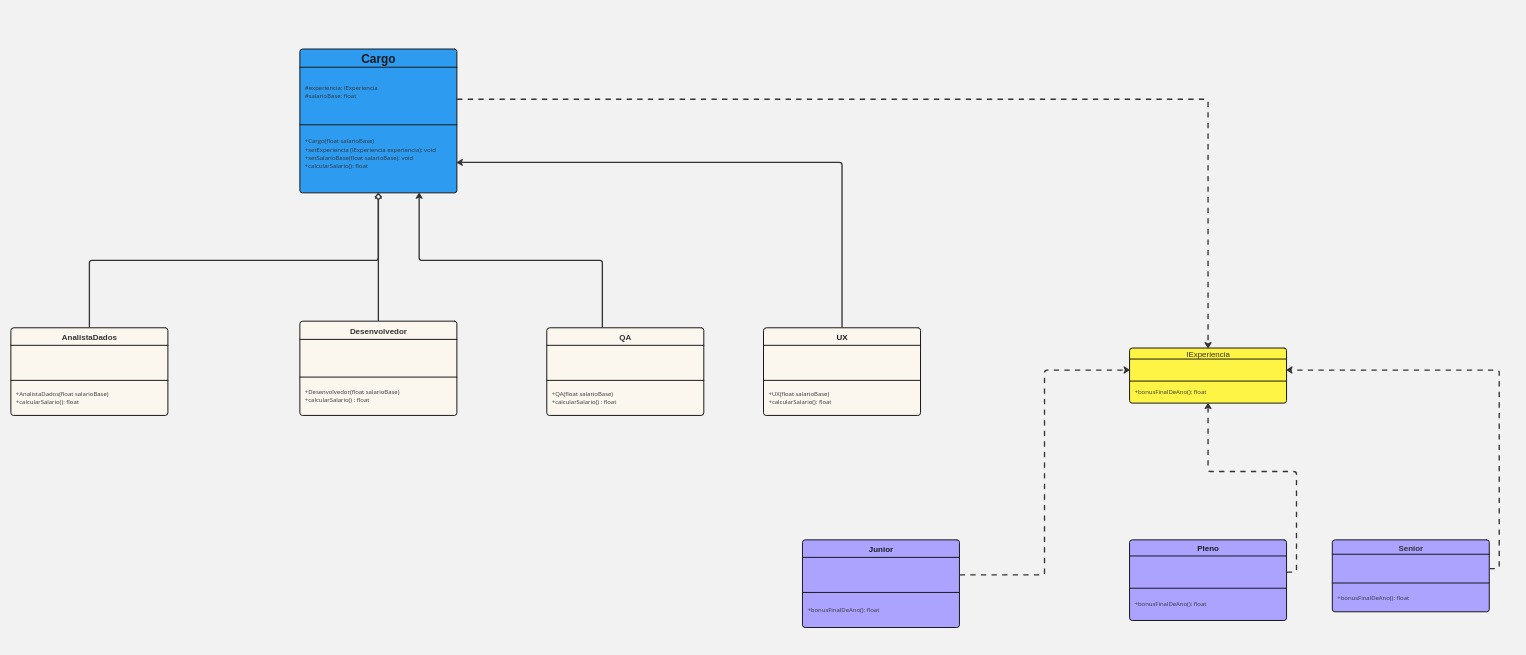 Cargo
#experiencia: IExperiencia
#salarioBase: float
+Cargo(float salarioBase)
+setExperiencia (IExperiencia experiencia): void
+setSalarioBase(float salarioBase): void
+calcularSalario(): float
AnalistaDados
+AnalistaDados(float salarioBase)
+calcularSalario(): float
Desenvolvedor
+Desenvolvedor(float salarioBase)
+calcularSalario() : float
QA
+QA(float salarioBase)
+calcularSalario() : float
UX
+UX(float salarioBase)
+calcularSalario(): float
IExperiencia
+bonusFinalDeAno(): float
Junior
+bonusFinalDeAno(): float
Pleno
+bonusFinalDeAno(): float
Senior
+bonusFinalDeAno(): float